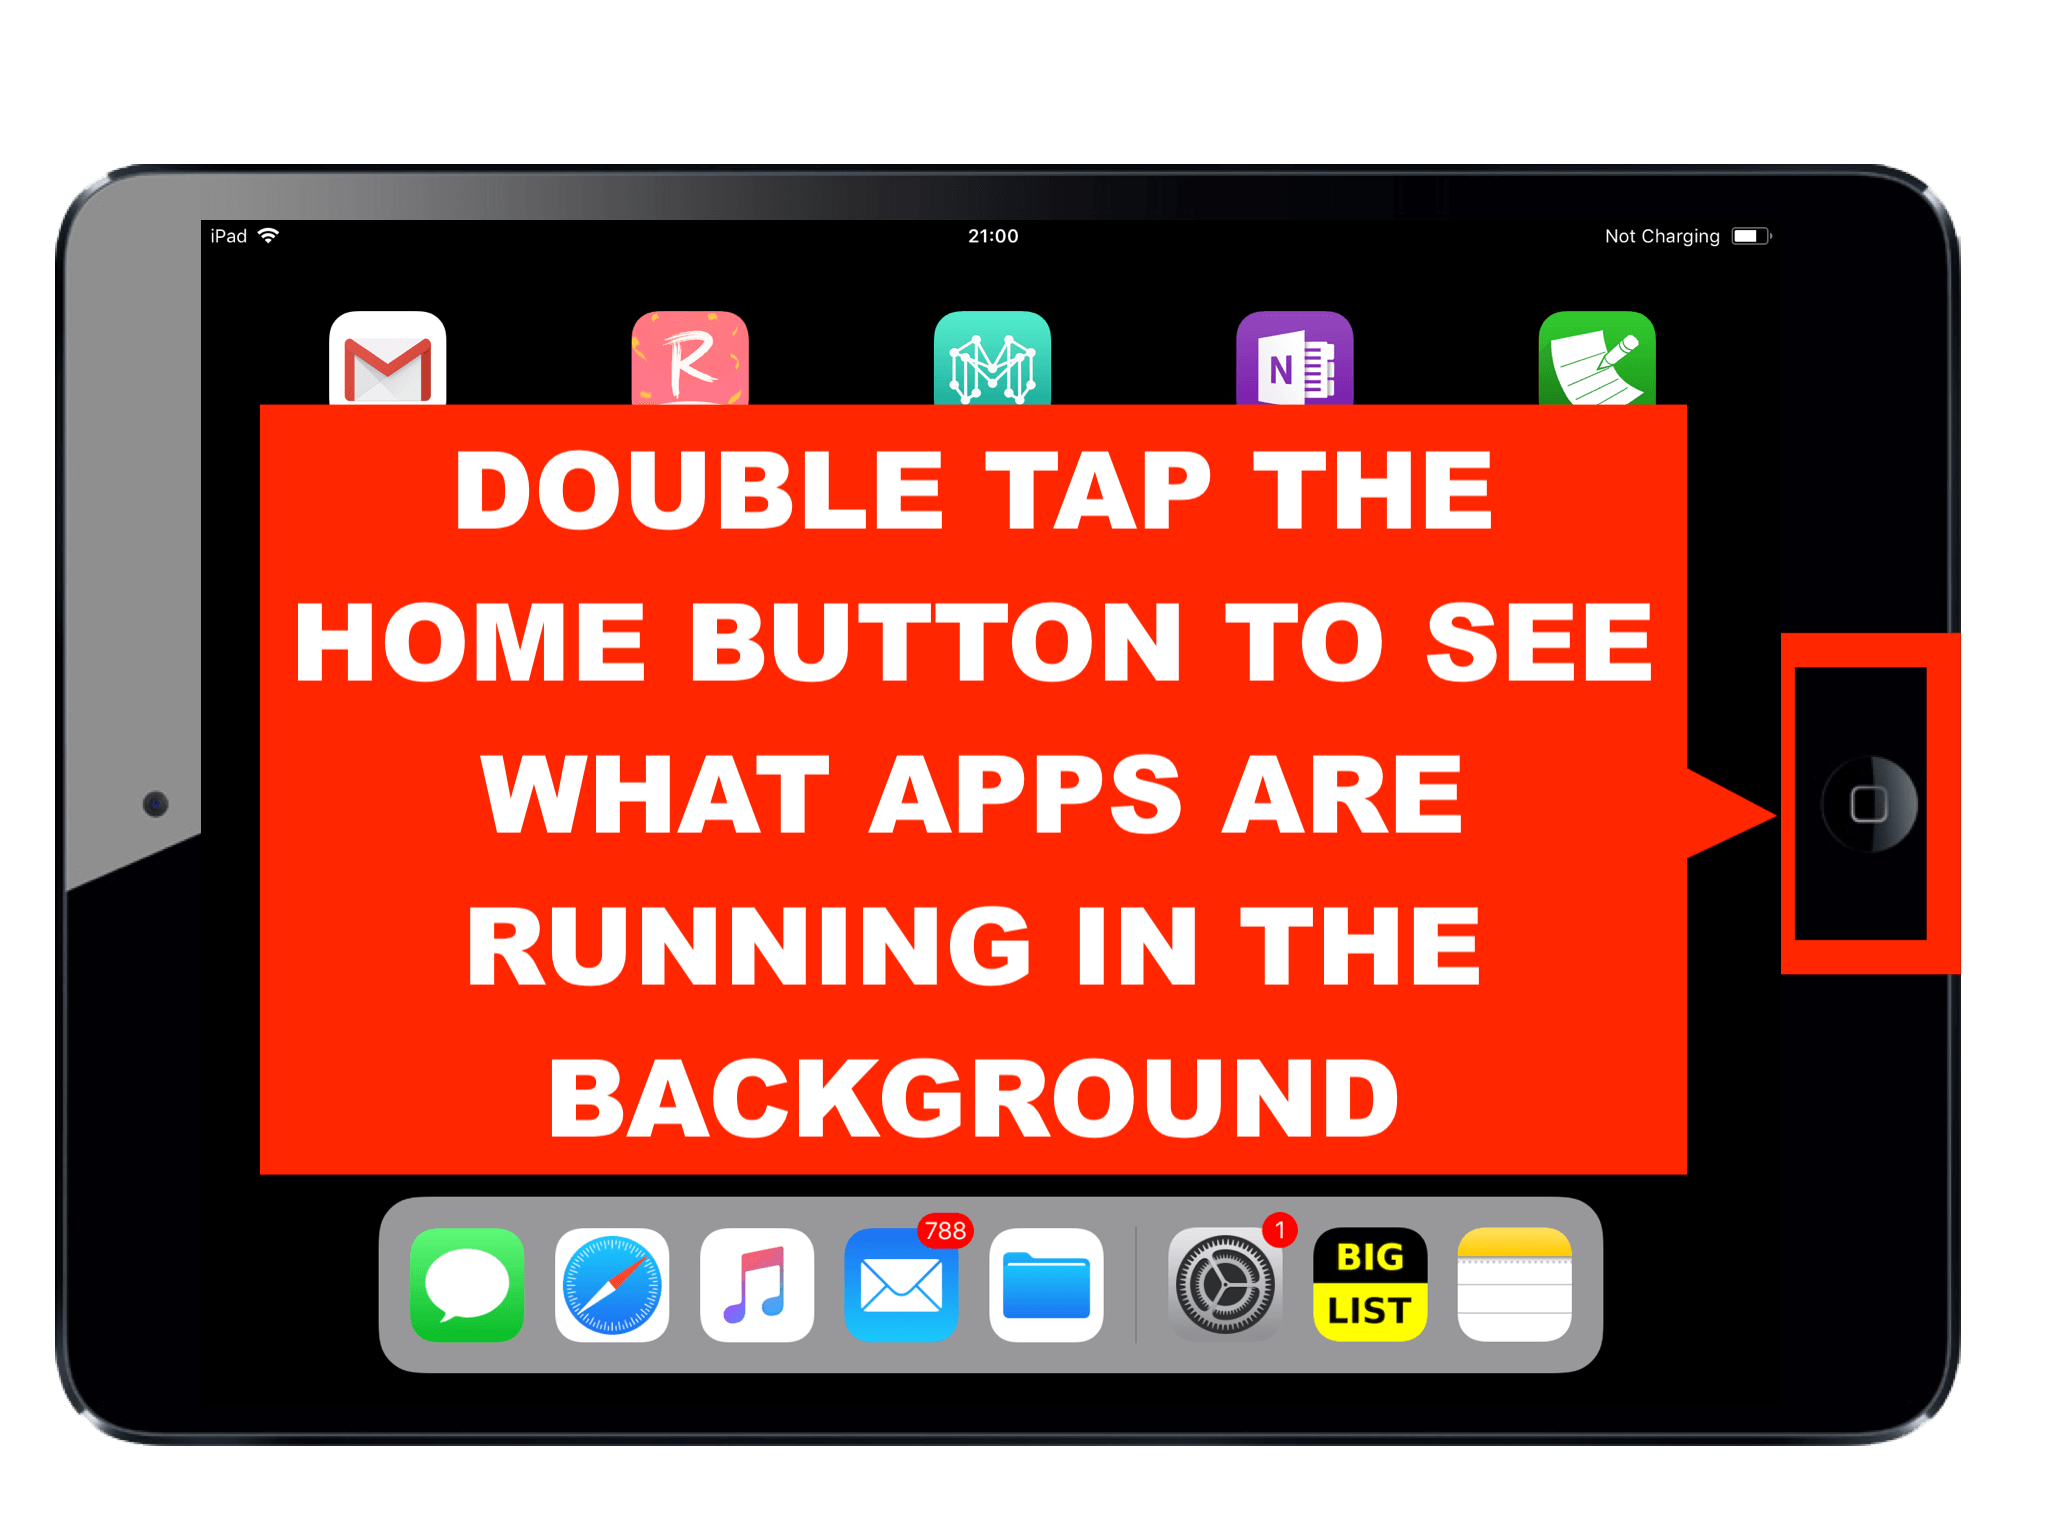 iPad 21:00 Not Charging
R M N
DOUBLE TAP THE
HOME BUTTON TO SEE
WHAT APPS ARE
RUNNING IN THE
BACKGROUND
788 1
BIG
LIST